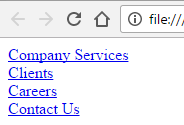 file:///
Company Services
Clients
Careers
Contact Us